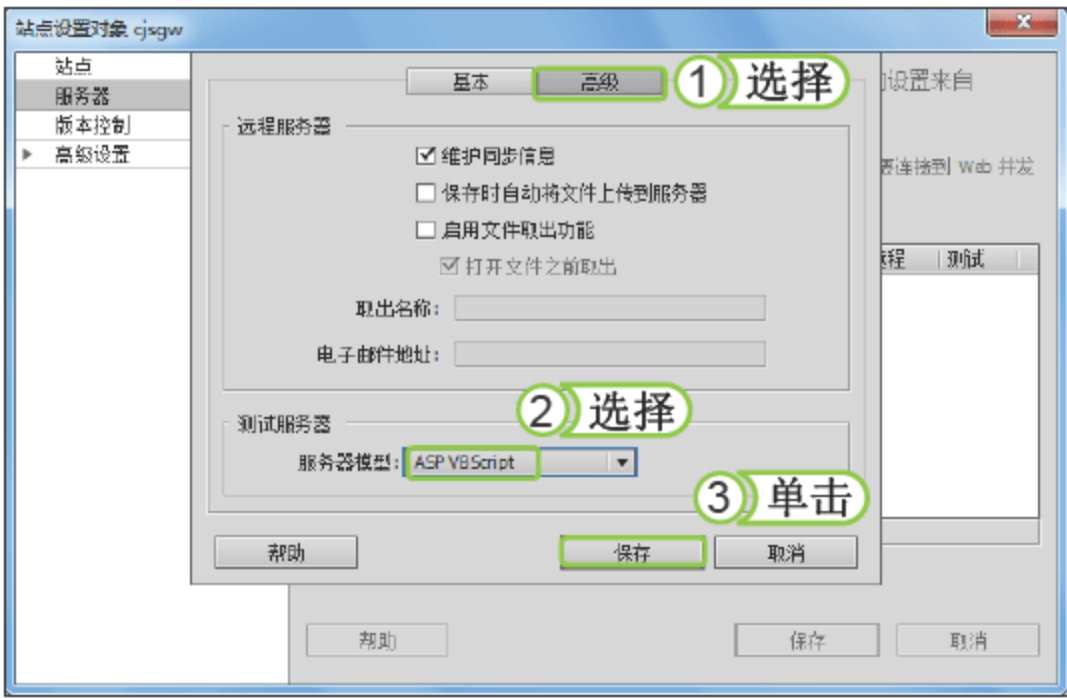 站点设置对象 cjsgw
站点
服务器
版本控制
高级设置
基本
高级
1 选择
的设置来自
远程服务器
维护同步信息
保存时自动将文件上传到服务器
要连接到 Web 并发
启用文件取出功能
打开文件之前取出
远程
测试
取出名称:
电子邮件地址:
2 选择
测试服务器
服务器模型: ASP VBScript
3 单击
帮助
保存
取消
帮助
保存
取消